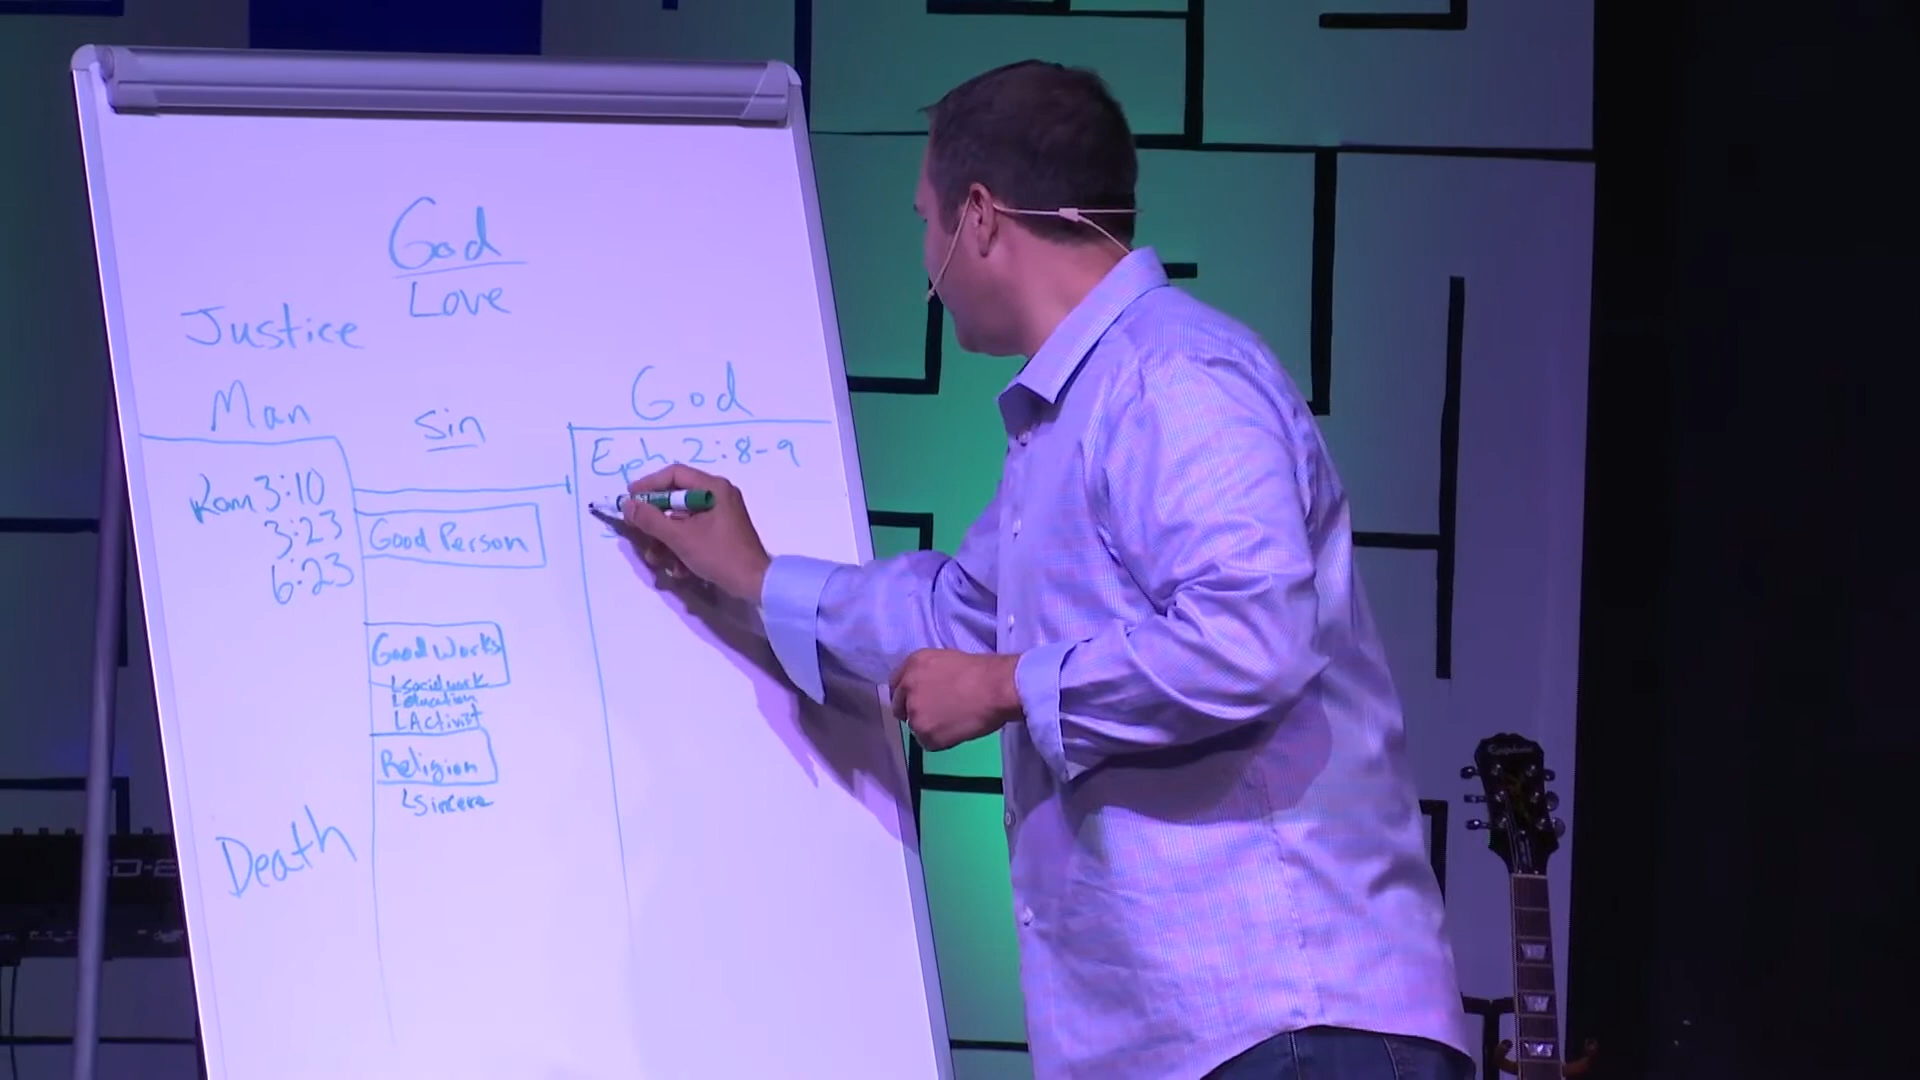 God
Love
Justice
Man
sin
God
Rom 3:10
3:23
6:23
Eph. 2:8-9
Good Person
Good Works
Social work
Education
Activist
Religion
Sincere
Death
Epiphone